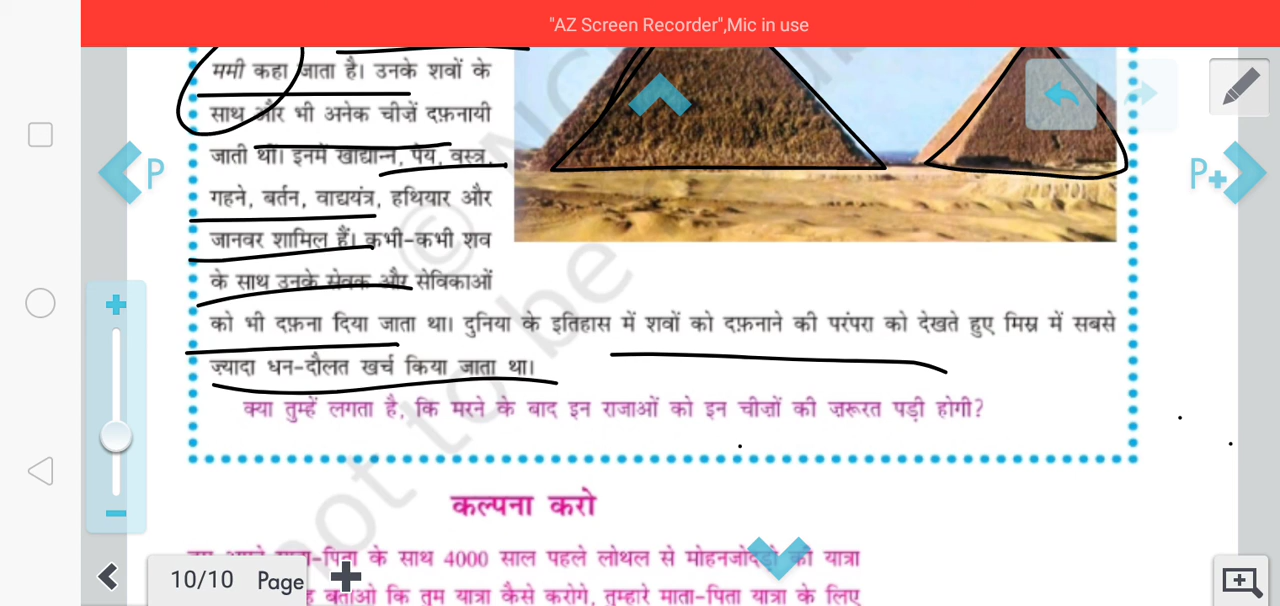 "AZ Screen Recorder",Mic in use
ममी कहा जाता है। उनके शवों के
साथ और भी अनेक चीज़ें दफ़नायी
जाती थीं। इनमें खाद्यान्न, पेय, वस्त्र,
गहने, बर्तन, वाद्ययंत्र, हथियार और
जानवर शामिल हैं। कभी-कभी शव
के साथ उनके सेवक और सेविकाओं
को भी दफ़ना दिया जाता था। दुनिया के इतिहास में शवों को दफ़नाने की परंपरा को देखते हुए मिस्र में सबसे
ज़्यादा धन-दौलत खर्च किया जाता था।
क्या तुम्हें लगता है, कि मरने के बाद इन राजाओं को इन चीज़ों की ज़रूरत पड़ी होगी?
कल्पना करो
माता-पिता के साथ 4000 साल पहले लोथल से मोहनजोदड़ो की यात्रा
बताओ कि तुम यात्रा कैसे करोगे, तुम्हारे माता-पिता यात्रा के लिए
P
P+
10/10 Page
© not to be